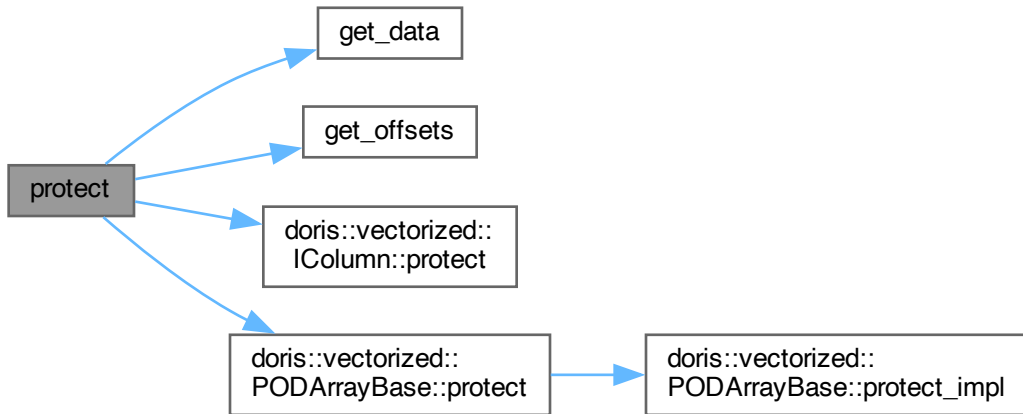 get_data
get_offsets
protect
doris::vectorized::
IColumn::protect
doris::vectorized::
PODArrayBase::protect
doris::vectorized::
PODArrayBase::protect_impl